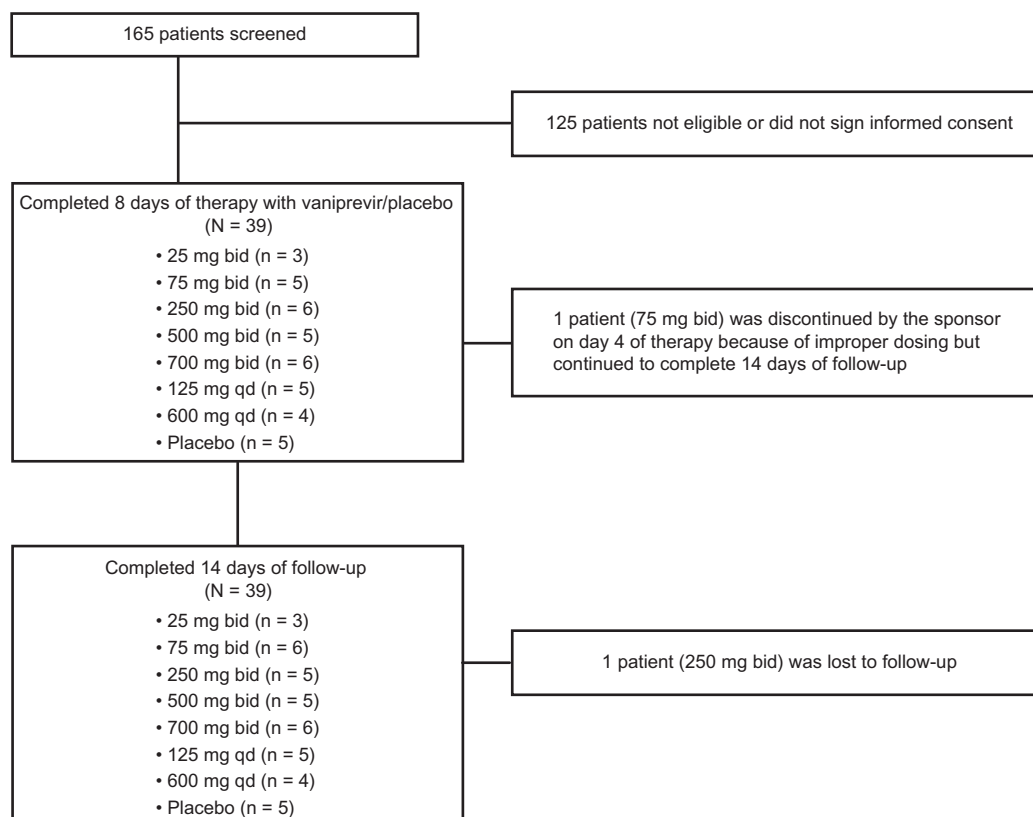 165 patients screened
125 patients not eligible or did not sign informed consent
Completed 8 days of therapy with vaniprevir/placebo
(N = 39)
• 25 mg bid (n = 3)
• 75 mg bid (n = 5)
• 250 mg bid (n = 6)
• 500 mg bid (n = 5)
• 700 mg bid (n = 6)
• 125 mg qd (n = 5)
• 600 mg qd (n = 4)
• Placebo (n = 5)
1 patient (75 mg bid) was discontinued by the sponsor
on day 4 of therapy because of improper dosing but
continued to complete 14 days of follow-up
Completed 14 days of follow-up
(N = 39)
• 25 mg bid (n = 3)
• 75 mg bid (n = 6)
• 250 mg bid (n = 5)
• 500 mg bid (n = 5)
• 700 mg bid (n = 6)
• 125 mg qd (n = 5)
• 600 mg qd (n = 4)
• Placebo (n = 5)
1 patient (250 mg bid) was lost to follow-up